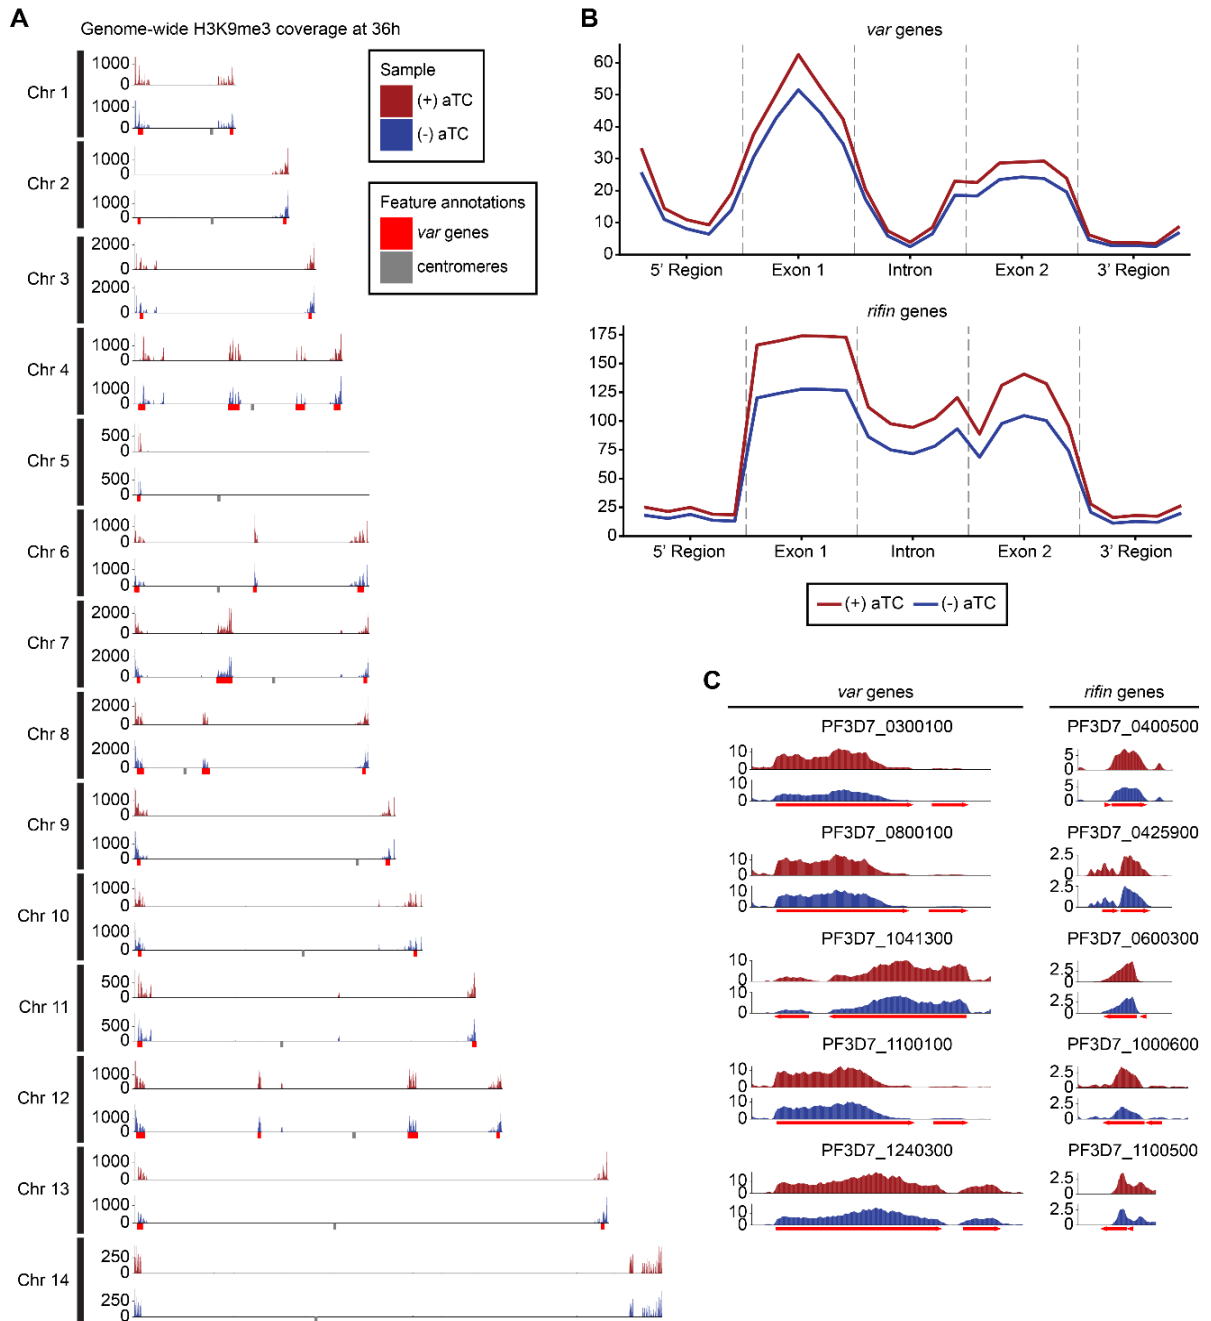 A
Genome-wide H3K9me3 coverage at 36h
Sample
(+) aTC
(-) aTC
Feature annotations
var genes
centromeres
Chr 1
1000
0
1000
0
Chr 2
1000
0
1000
0
Chr 3
2000
0
2000
0
Chr 4
1000
0
1000
0
Chr 5
500
0
500
0
Chr 6
1000
0
1000
0
Chr 7
2000
0
2000
0
Chr 8
2000
0
2000
0
Chr 9
1000
0
1000
0
Chr 10
1000
0
1000
0
Chr 11
500
0
500
0
Chr 12
1000
0
1000
0
Chr 13
1000
0
1000
0
Chr 14
250
0
250
0
B
var genes
60
50
40
30
20
10
0
5' Region Exon 1 Intron Exon 2 3' Region
rifin genes
175
150
125
100
75
50
25
0
5' Region Exon 1 Intron Exon 2 3' Region
(+) aTC (-) aTC
C
var genes
PF3D7_0300100
10
0
10
0
PF3D7_0800100
10
0
10
0
PF3D7_1041300
10
0
10
0
PF3D7_1100100
10
0
10
0
PF3D7_1240300
10
0
10
0
rifin genes
PF3D7_0400500
5
0
5
0
PF3D7_0425900
2.5
0
2.5
0
PF3D7_0600300
2.5
0
2.5
0
PF3D7_1000600
2.5
0
2.5
0
PF3D7_1100500
2.5
0
2.5
0